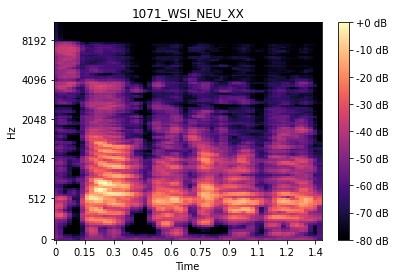 1071_WSI_NEU_XX
+0 dB
8192
-10 dB
4096
-20 dB
-30 dB
2048
Hz
-40 dB
1024
-50 dB
-60 dB
512
-70 dB
0
-80 dB
0 0.15 0.3 0.45 0.6 0.75 0.9 1.1 1.2 1.4
Time